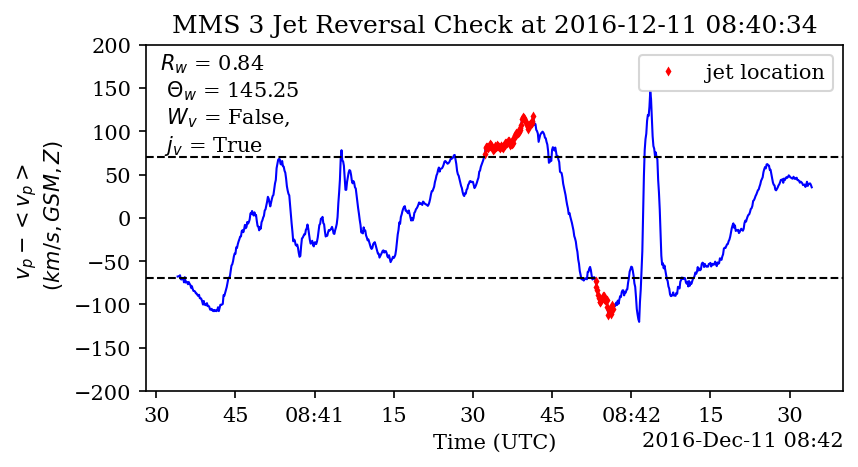 MMS 3 Jet Reversal Check at 2016-12-11 08:40:34
R_w = 0.84
Θ_w = 145.25
W_v = False,
j_v = True
jet location
v_p − < v_p >
(km/s, GSM, Z)
200
150
100
50
0
−50
−100
−150
−200
30 45 08:41 15 30 45 08:42 15 30
Time (UTC)
2016-Dec-11 08:42